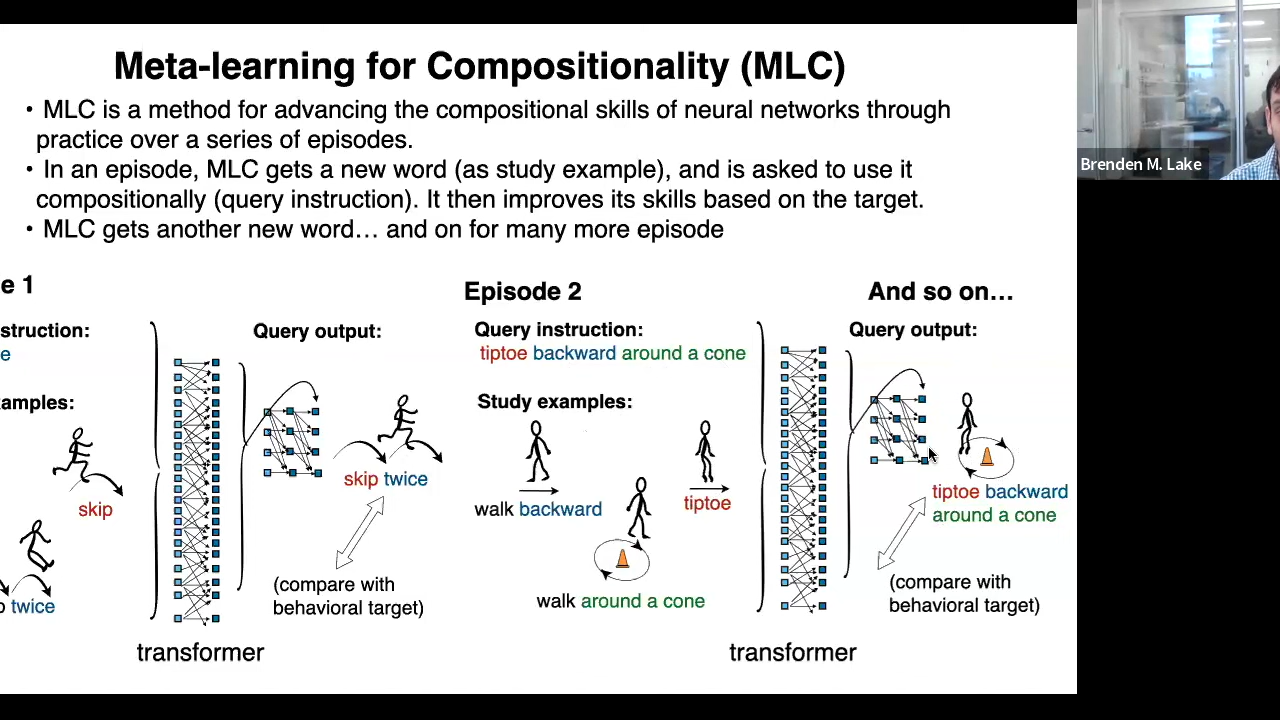 Meta-learning for Compositionality (MLC)
• MLC is a method for advancing the compositional skills of neural networks through
practice over a series of episodes.
• In an episode, MLC gets a new word (as study example), and is asked to use it
compositionally (query instruction). It then improves its skills based on the target.
• MLC gets another new word… and on for many more episode
Brenden M. Lake
e 1
struction:
e
amples:
skip
twice
Query output:
skip twice
(compare with
behavioral target)
transformer
Episode 2
Query instruction:
tiptoe backward around a cone
Study examples:
walk backward
tiptoe
walk around a cone
And so on…
Query output:
tiptoe backward
around a cone
(compare with
behavioral target)
transformer